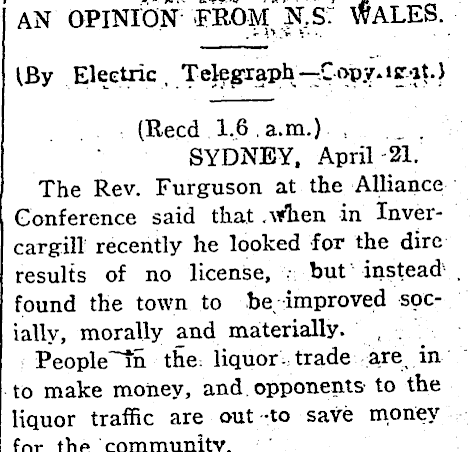 AN OPINION FROM N.S. WALES.
(By Electric Telegraph—Copyright.)
(Recd 1.6 a.m.)
SYDNEY, April 21.
The Rev. Furguson at the Alliance
Conference said that when in Inver-
cargill recently he looked for the dire
results of no license, but instead
found the town to be improved soc-
ially, morally and materially.
People in the liquor trade are in
to make money, and opponents to the
liquor traffic are out to save money
for the community.